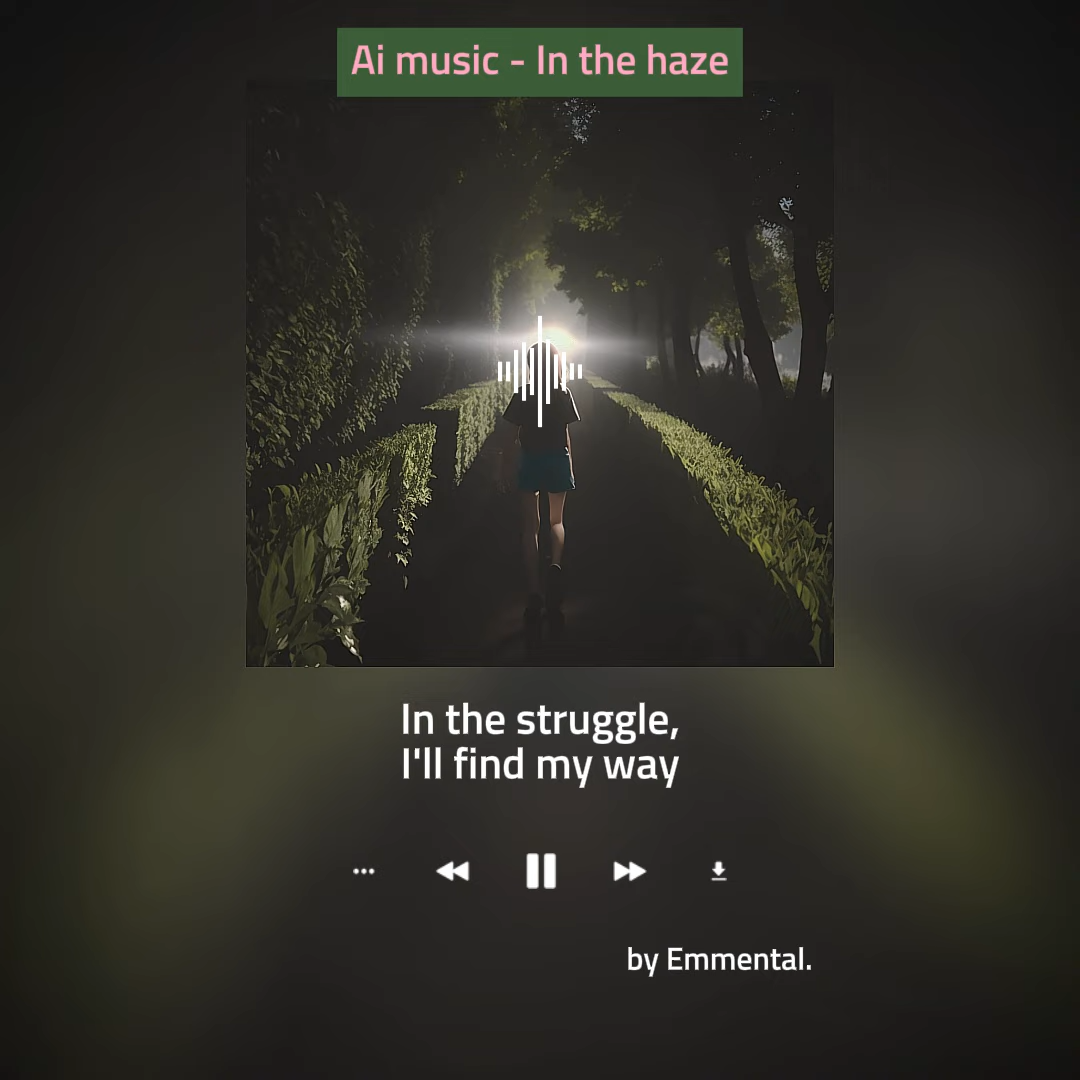 Ai music - In the haze
In the struggle,
I'll find my way
by Emmental.